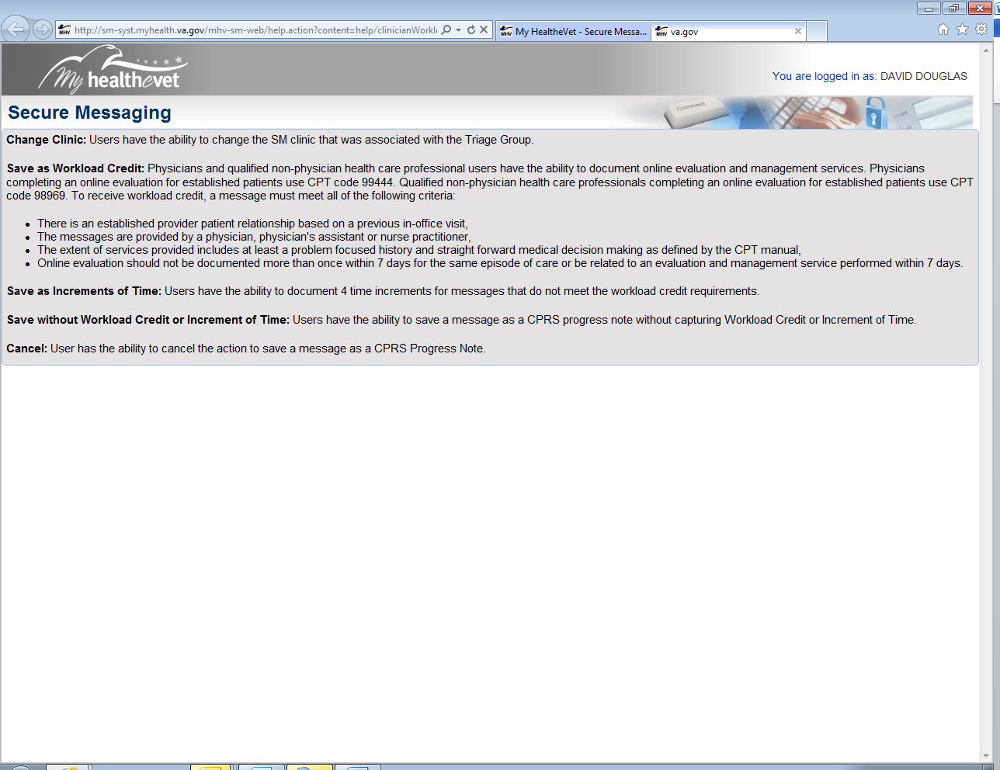 http://sm-syst.myhealth.va.gov/mhv-sm-web/help.action?content=help/clinicianWorkl
MHV My HealtheVet - Secure Messa...
MHV va.gov
My healthevet
You are logged in as: DAVID DOUGLAS
Secure Messaging
Connect
Change Clinic: Users have the ability to change the SM clinic that was associated with the Triage Group.
Save as Workload Credit: Physicians and qualified non-physician health care professional users have the ability to document online evaluation and management services. Physicians
completing an online evaluation for established patients use CPT code 99444. Qualified non-physician health care professionals completing an online evaluation for established patients use CPT
code 98969. To receive workload credit, a message must meet all of the following criteria:
• There is an established provider patient relationship based on a previous in-office visit,
• The messages are provided by a physician, physician's assistant or nurse practitioner,
• The extent of services provided includes at least a problem focused history and straight forward medical decision making as defined by the CPT manual,
• Online evaluation should not be documented more than once within 7 days for the same episode of care or be related to an evaluation and management service performed within 7 days.
Save as Increments of Time: Users have the ability to document 4 time increments for messages that do not meet the workload credit requirements.
Save without Workload Credit or Increment of Time: Users have the ability to save a message as a CPRS progress note without capturing Workload Credit or Increment of Time.
Cancel: User has the ability to cancel the action to save a message as a CPRS Progress Note.